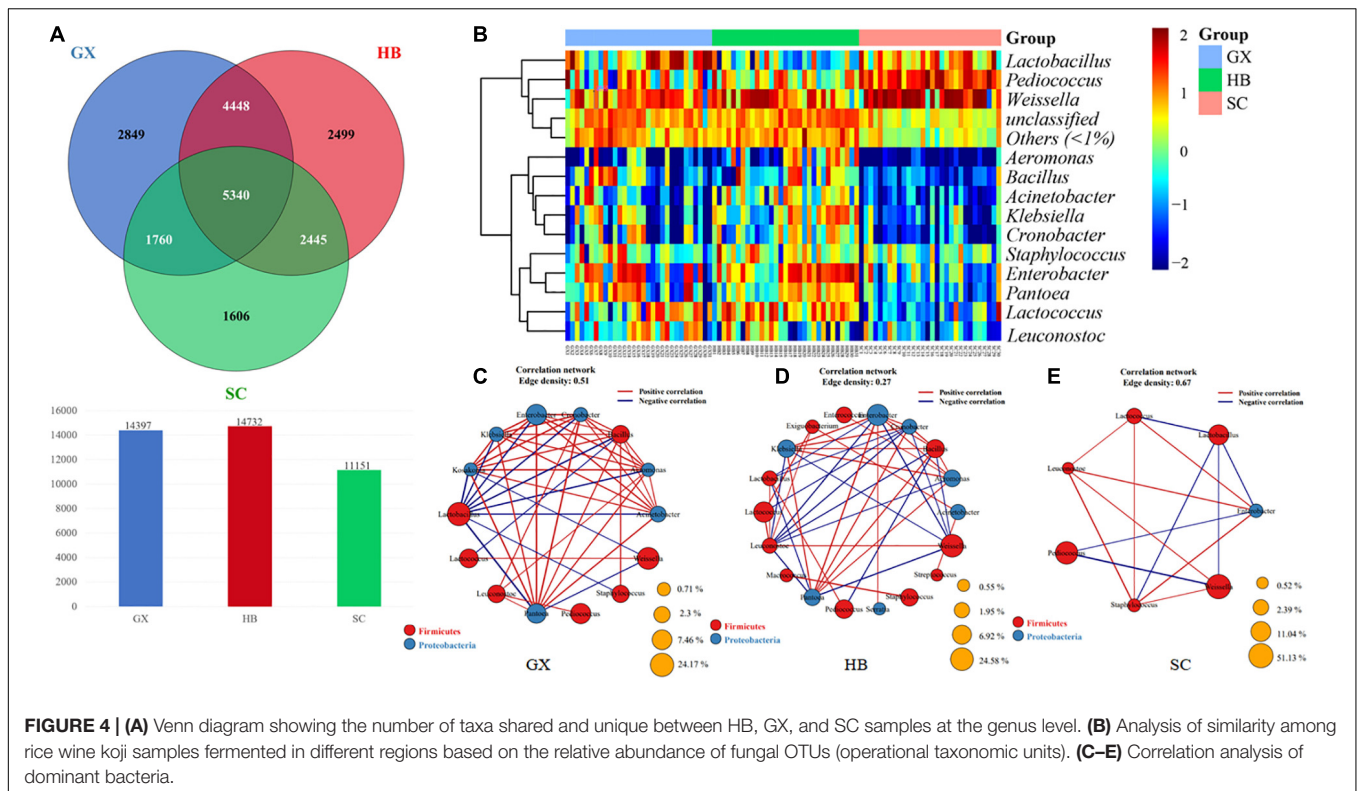 A
GX
HB
4448
2849
2499
5340
1760
2445
1606
SC
16000
14000
12000
10000
8000
6000
4000
2000
0
14397
14732
11151
GX
HB
SC
B
Group
Lactobacillus
Pediococcus
Weissella
unclassified
Others (<1%)
Aeromonas
Bacillus
Acinetobacter
Klebsiella
Cronobacter
Staphylococcus
Enterobacter
Pantoea
Lactococcus
Leuconostoc
2
1
0
−1
−2
Group
GX
HB
SC
C
Correlation network
Edge density: 0.51
Positive correlation
Negative correlation
Enterobacter
Cronobacter
Klebsiella
Bacillus
Kosakonia
Aeromonas
Lactobacillus
Acinetobacter
Lactococcus
Weissella
Leuconostoc
Staphylococcus
Pantoea
Pediococcus
0.71 %
2.3 %
7.46 %
24.17 %
Firmicutes
Proteobacteria
GX
D
Correlation network
Edge density: 0.27
Positive correlation
Negative correlation
Enterococcus
Enterobacter
Cronobacter
Exiguobacterium
Bacillus
Klebsiella
Aeromonas
Lactobacillus
Acinetobacter
Lactococcus
Leuconostoc
Weissella
Macrococcus
Streptococcus
Pantoea
Staphylococcus
Pediococcus
Serratia
0.55 %
1.95 %
6.92 %
24.58 %
Firmicutes
Proteobacteria
HB
E
Correlation network
Edge density: 0.67
Positive correlation
Negative correlation
Lactococcus
Lactobacillus
Leuconostoc
Enterobacter
Pediococcus
Weissella
Staphylococcus
0.52 %
2.39 %
11.04 %
51.13 %
Firmicutes
Proteobacteria
SC
FIGURE 4 | (A) Venn diagram showing the number of taxa shared and unique between HB, GX, and SC samples at the genus level. (B) Analysis of similarity among
rice wine koji samples fermented in different regions based on the relative abundance of fungal OTUs (operational taxonomic units). (C–E) Correlation analysis of
dominant bacteria.